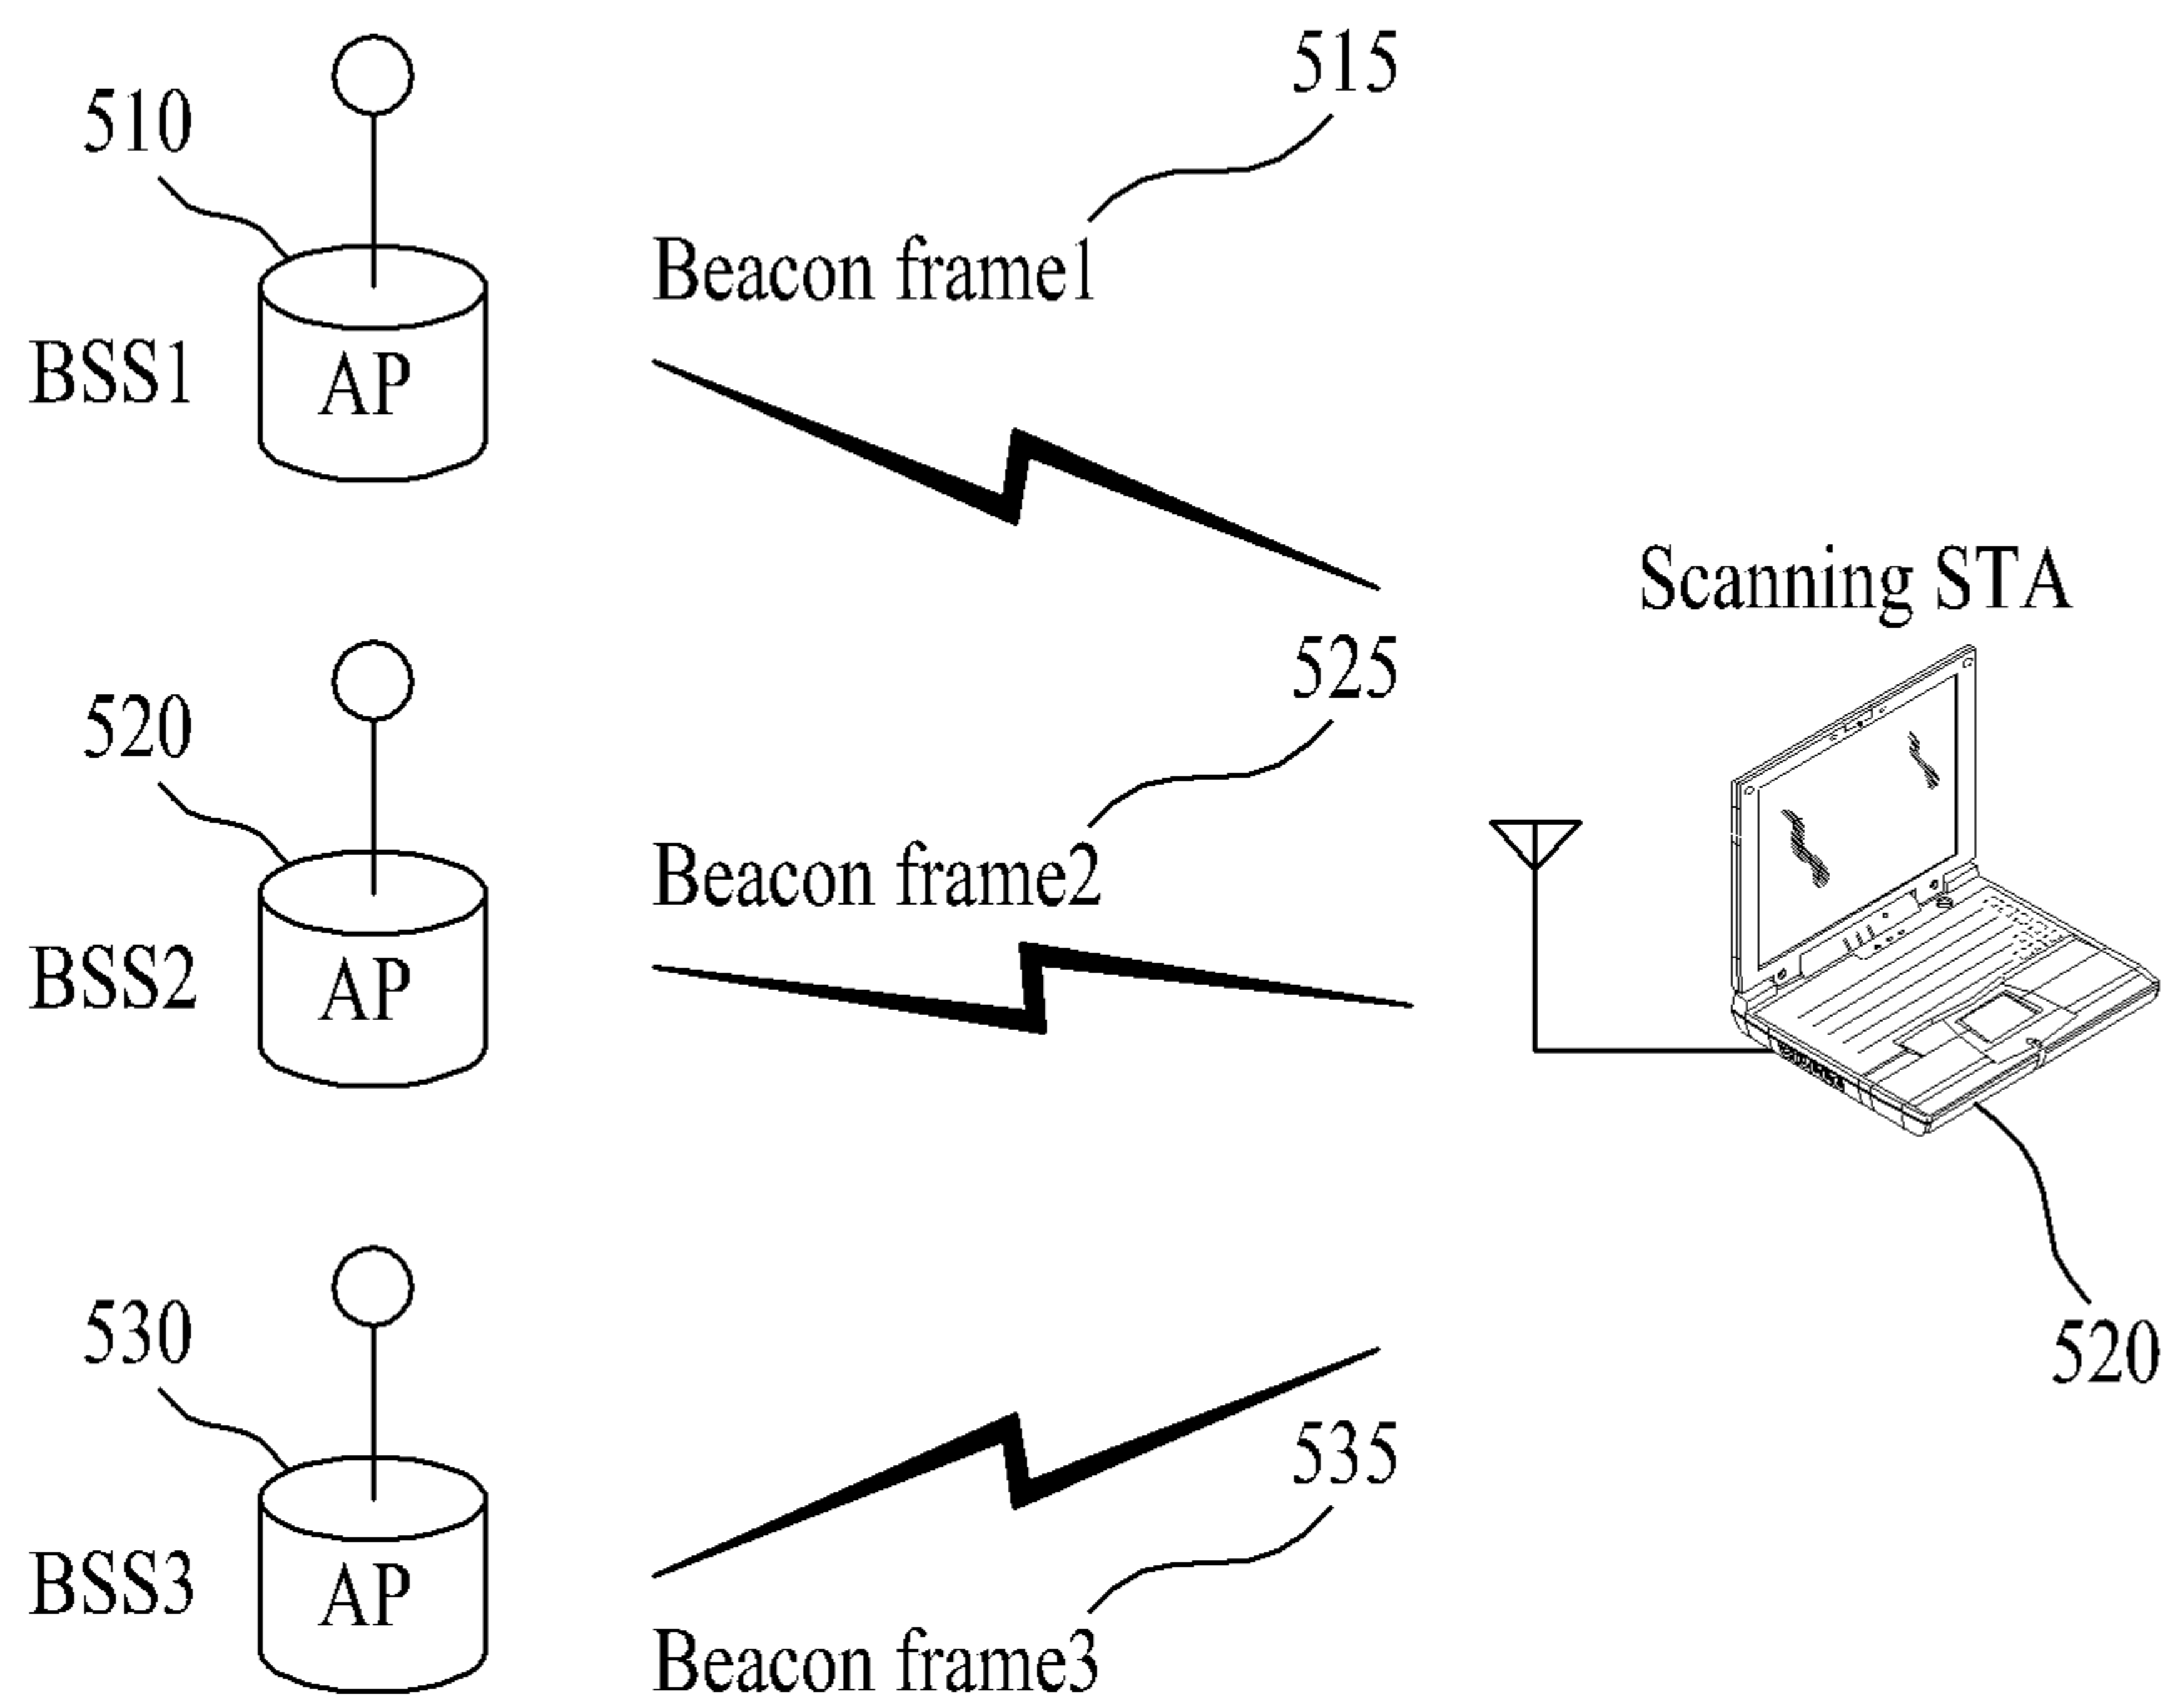 515
510
Beacon frame1
BSS1
AP
Scanning STA
525
520
Beacon frame2
BSS2
AP
520
530
535
BSS3
AP
Beacon frame3